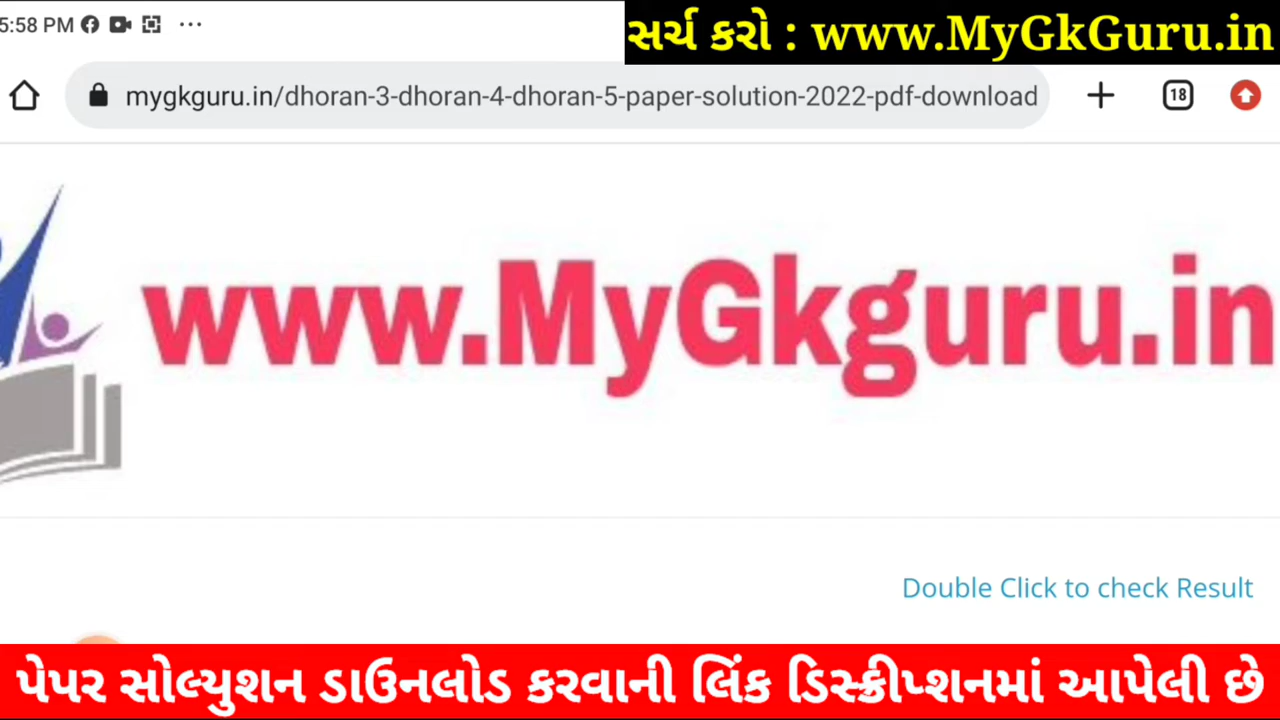 5:58 PM
સર્ચ કરો : www.MyGkGuru.in
mygkguru.in/dhoran-3-dhoran-4-dhoran-5-paper-solution-2022-pdf-download
18
www.MyGkguru.in
Double Click to check Result
પેપર સોલ્યુશન ડાઉનલોડ કરવાની લિંક ડિસ્ક્રીપ્શનમાં આપેલી છે